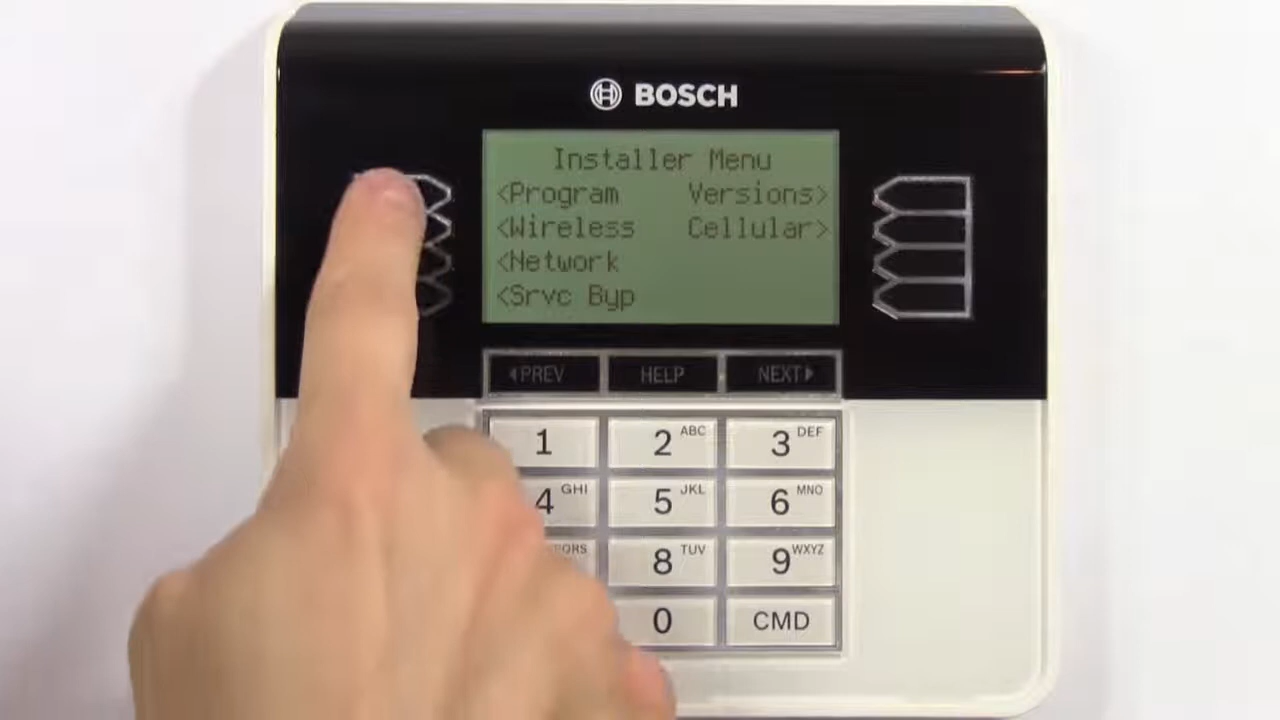 BOSCH
Installer Menu
<Program Versions>
<Wireless Cellular>
<Network
<Srvc Byp
PREV HELP NEXT
1 2 ABC 3 DEF
4 GHI 5 JKL 6 MNO
8 TUV 9 WXYZ
0 CMD